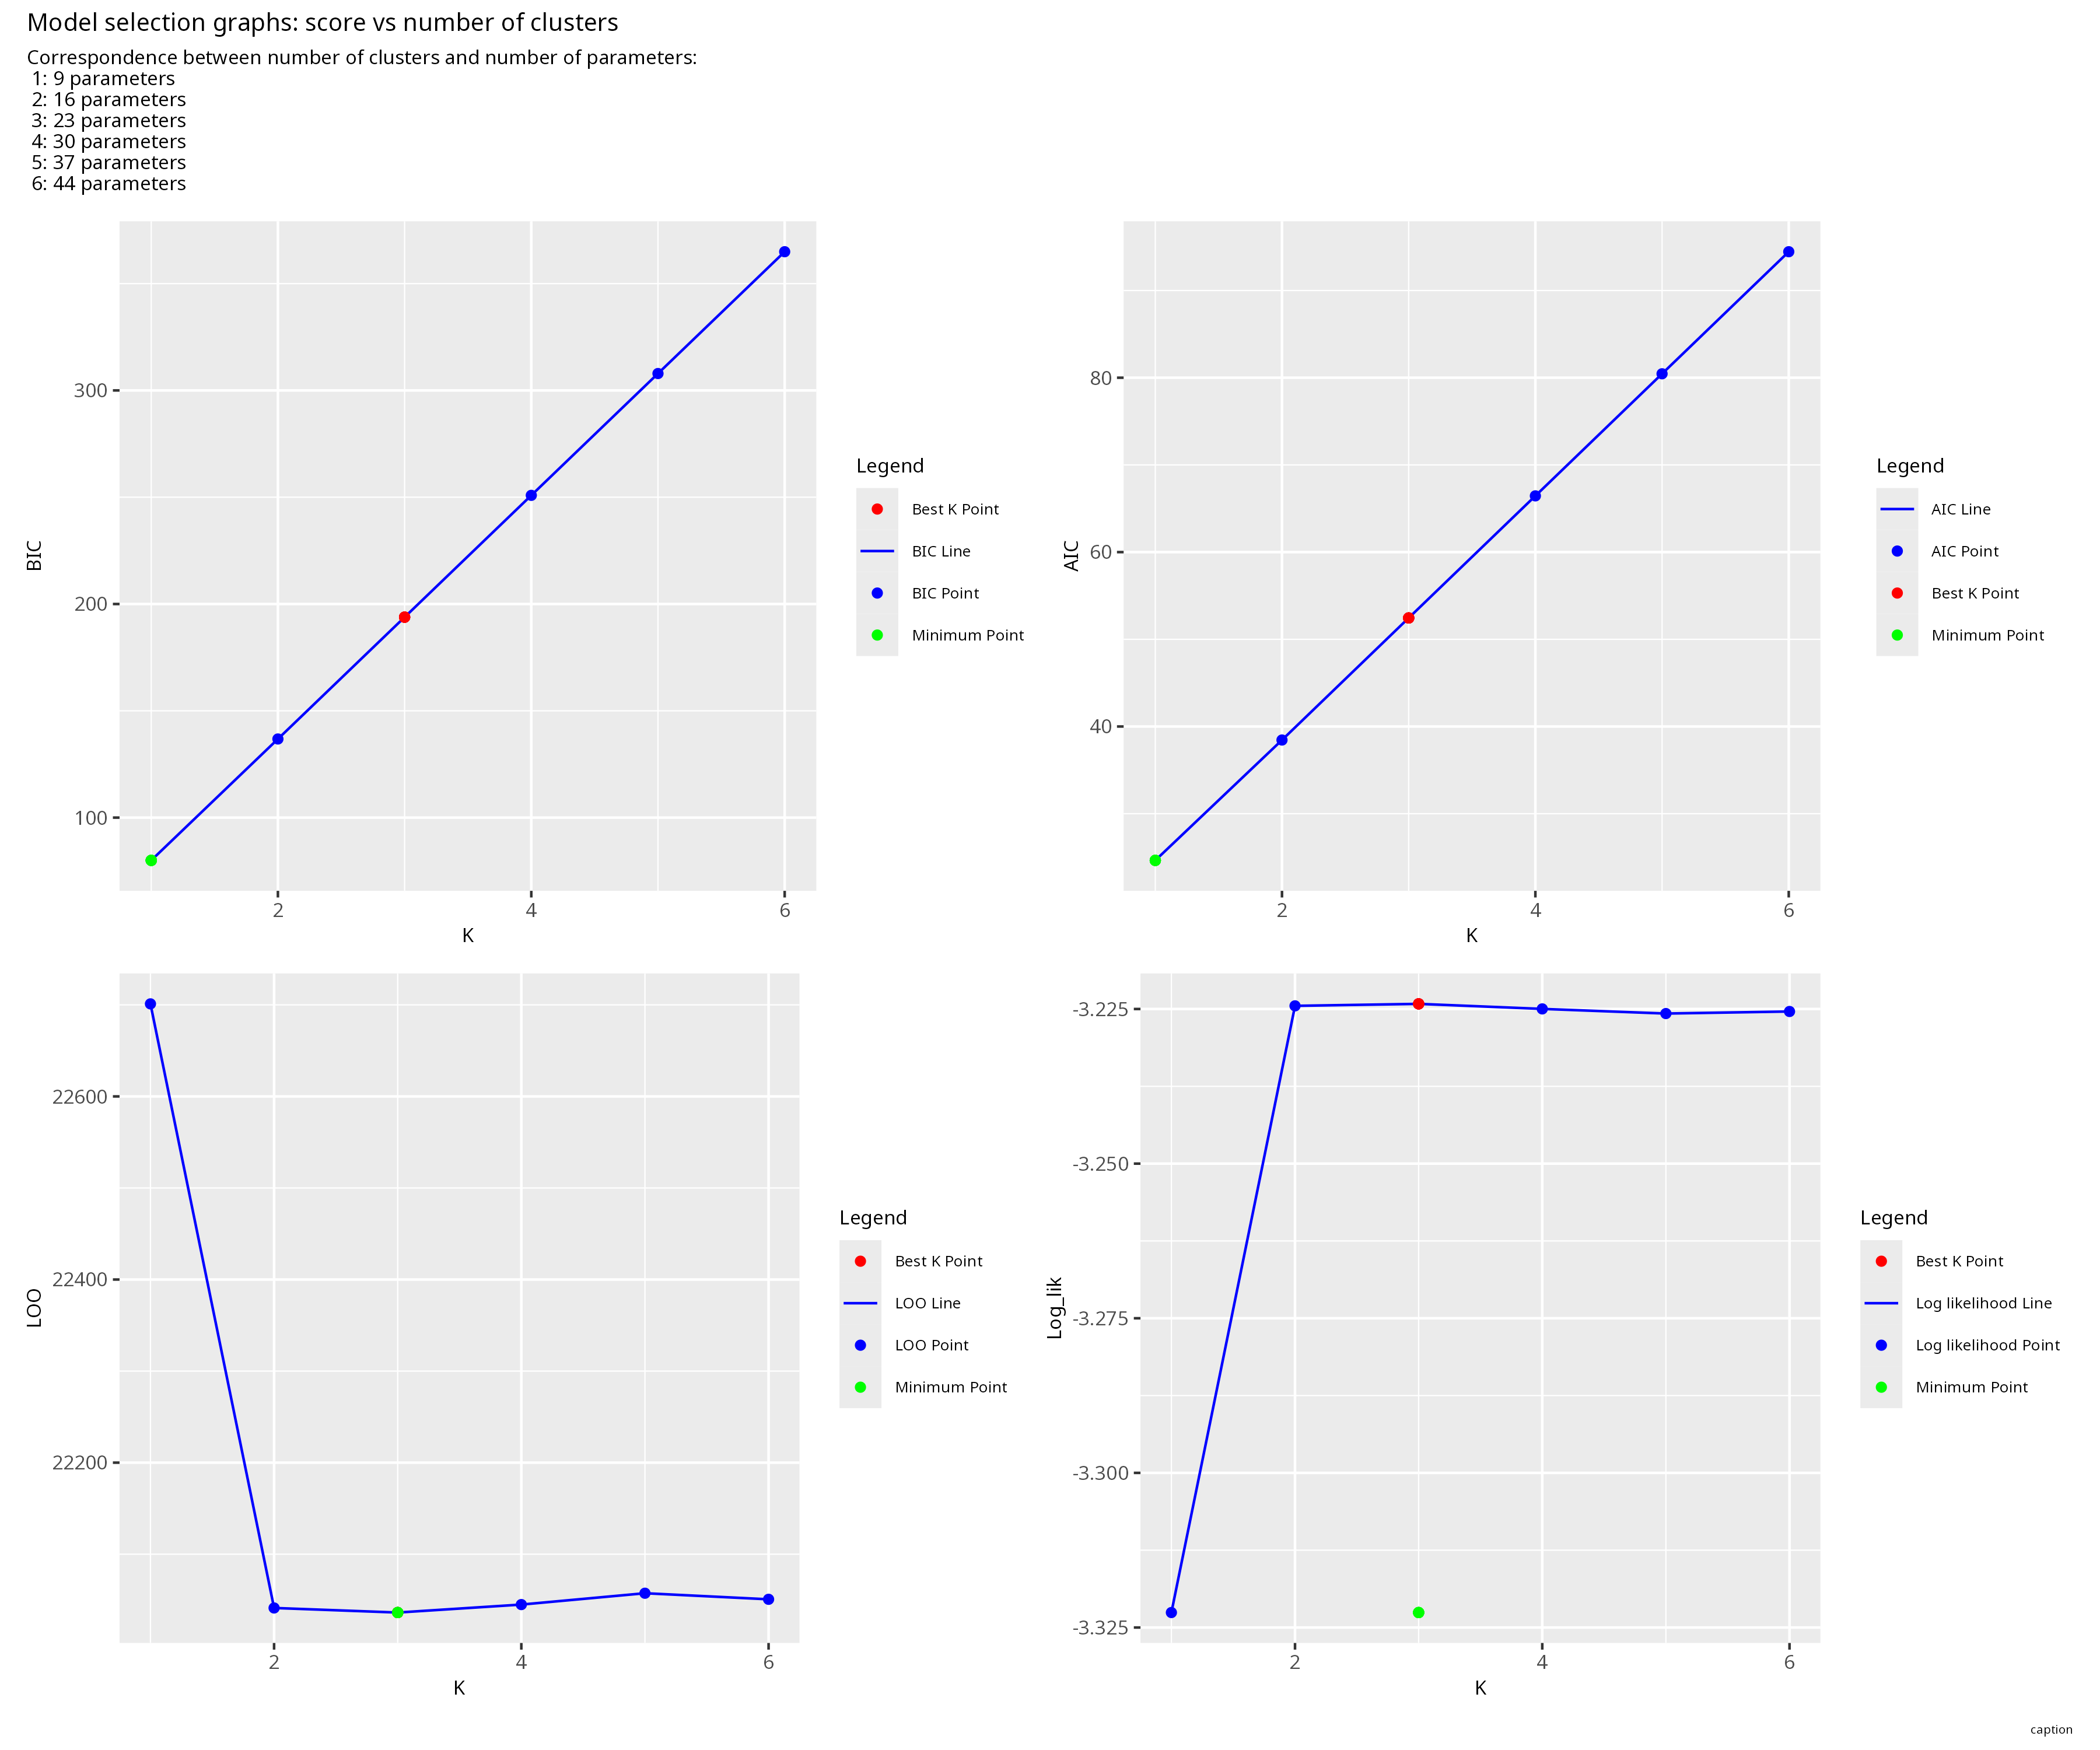 Model selection graphs: score vs number of clusters
Correspondence between number of clusters and number of parameters:
1: 9 parameters
2: 16 parameters
3: 23 parameters
4: 30 parameters
5: 37 parameters
6: 44 parameters
BIC
300
200
100
2
4
6
K
Legend
Best K Point
BIC Line
BIC Point
Minimum Point
AIC
80
60
40
2
4
6
K
Legend
AIC Line
AIC Point
Best K Point
Minimum Point
LOO
22600
22400
22200
2
4
6
K
Legend
Best K Point
LOO Line
LOO Point
Minimum Point
Log_lik
-3.225
-3.250
-3.275
-3.300
-3.325
2
4
6
K
Legend
Best K Point
Log likelihood Line
Log likelihood Point
Minimum Point
caption